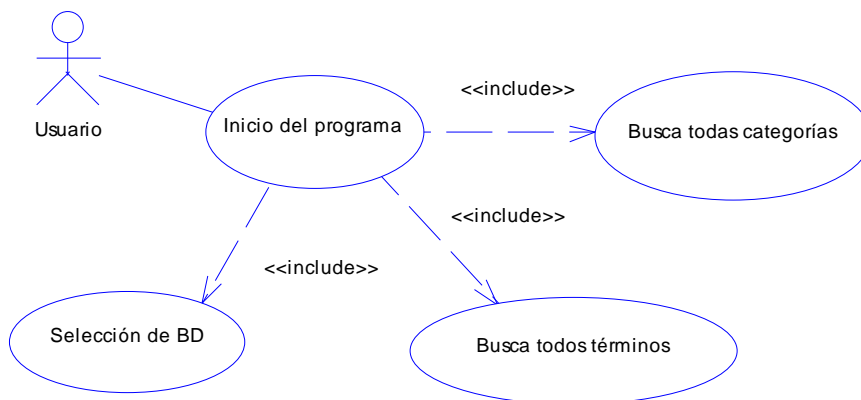 <<include>>
Inicio del programa
Usuario
Busca todas categorías
<<include>>
<<include>>
Selección de BD
Busca todos términos